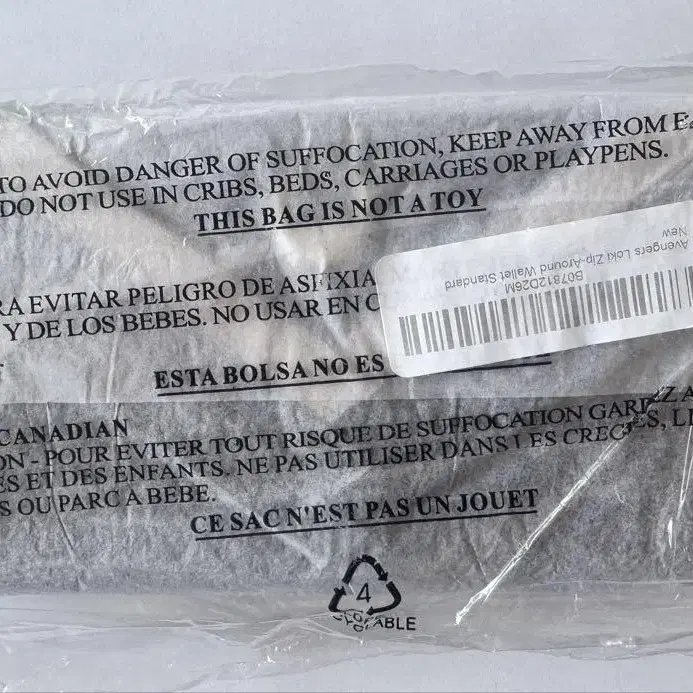 TO AVOID DANGER OF SUFFOCATION, KEEP AWAY FROM
DO NOT USE IN CRIBS, BEDS, CARRIAGES OR PLAYPENS.
THIS BAG IS NOT A TOY
RA EVITAR PELIGRO DE ASFIXIA
Y DE LOS BEBES. NO USAR EN
ESTA BOLSA NO ES
B07812026M
Avengers Loki Zip-Around Wallet Standard
New
CANADIAN
ON - POUR EVITER TOUT RISQUE DE SUFFOCATION
ES ET DES ENFANTS. NE PAS UTILISER DANS LES CRECHES,
S OU PARC A BEBE.
CE SAC N'EST PAS UN JOUET
4